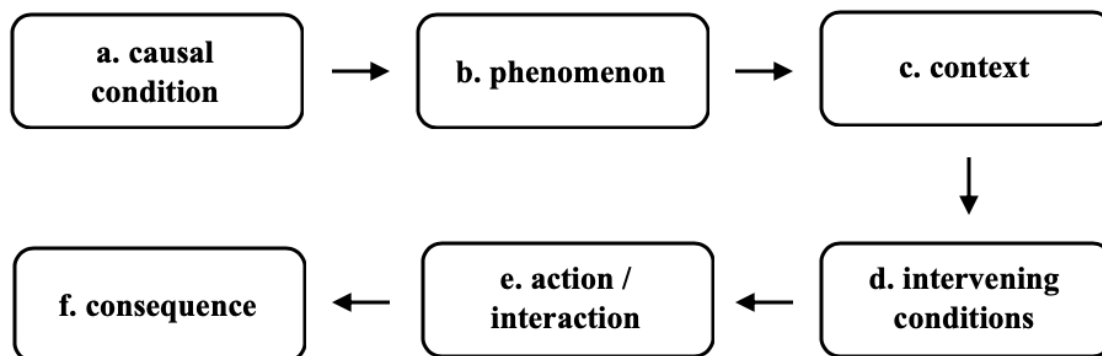 a. causal
condition
b. phenomenon
c. context
d. intervening
conditions
e. action /
interaction
f. consequence